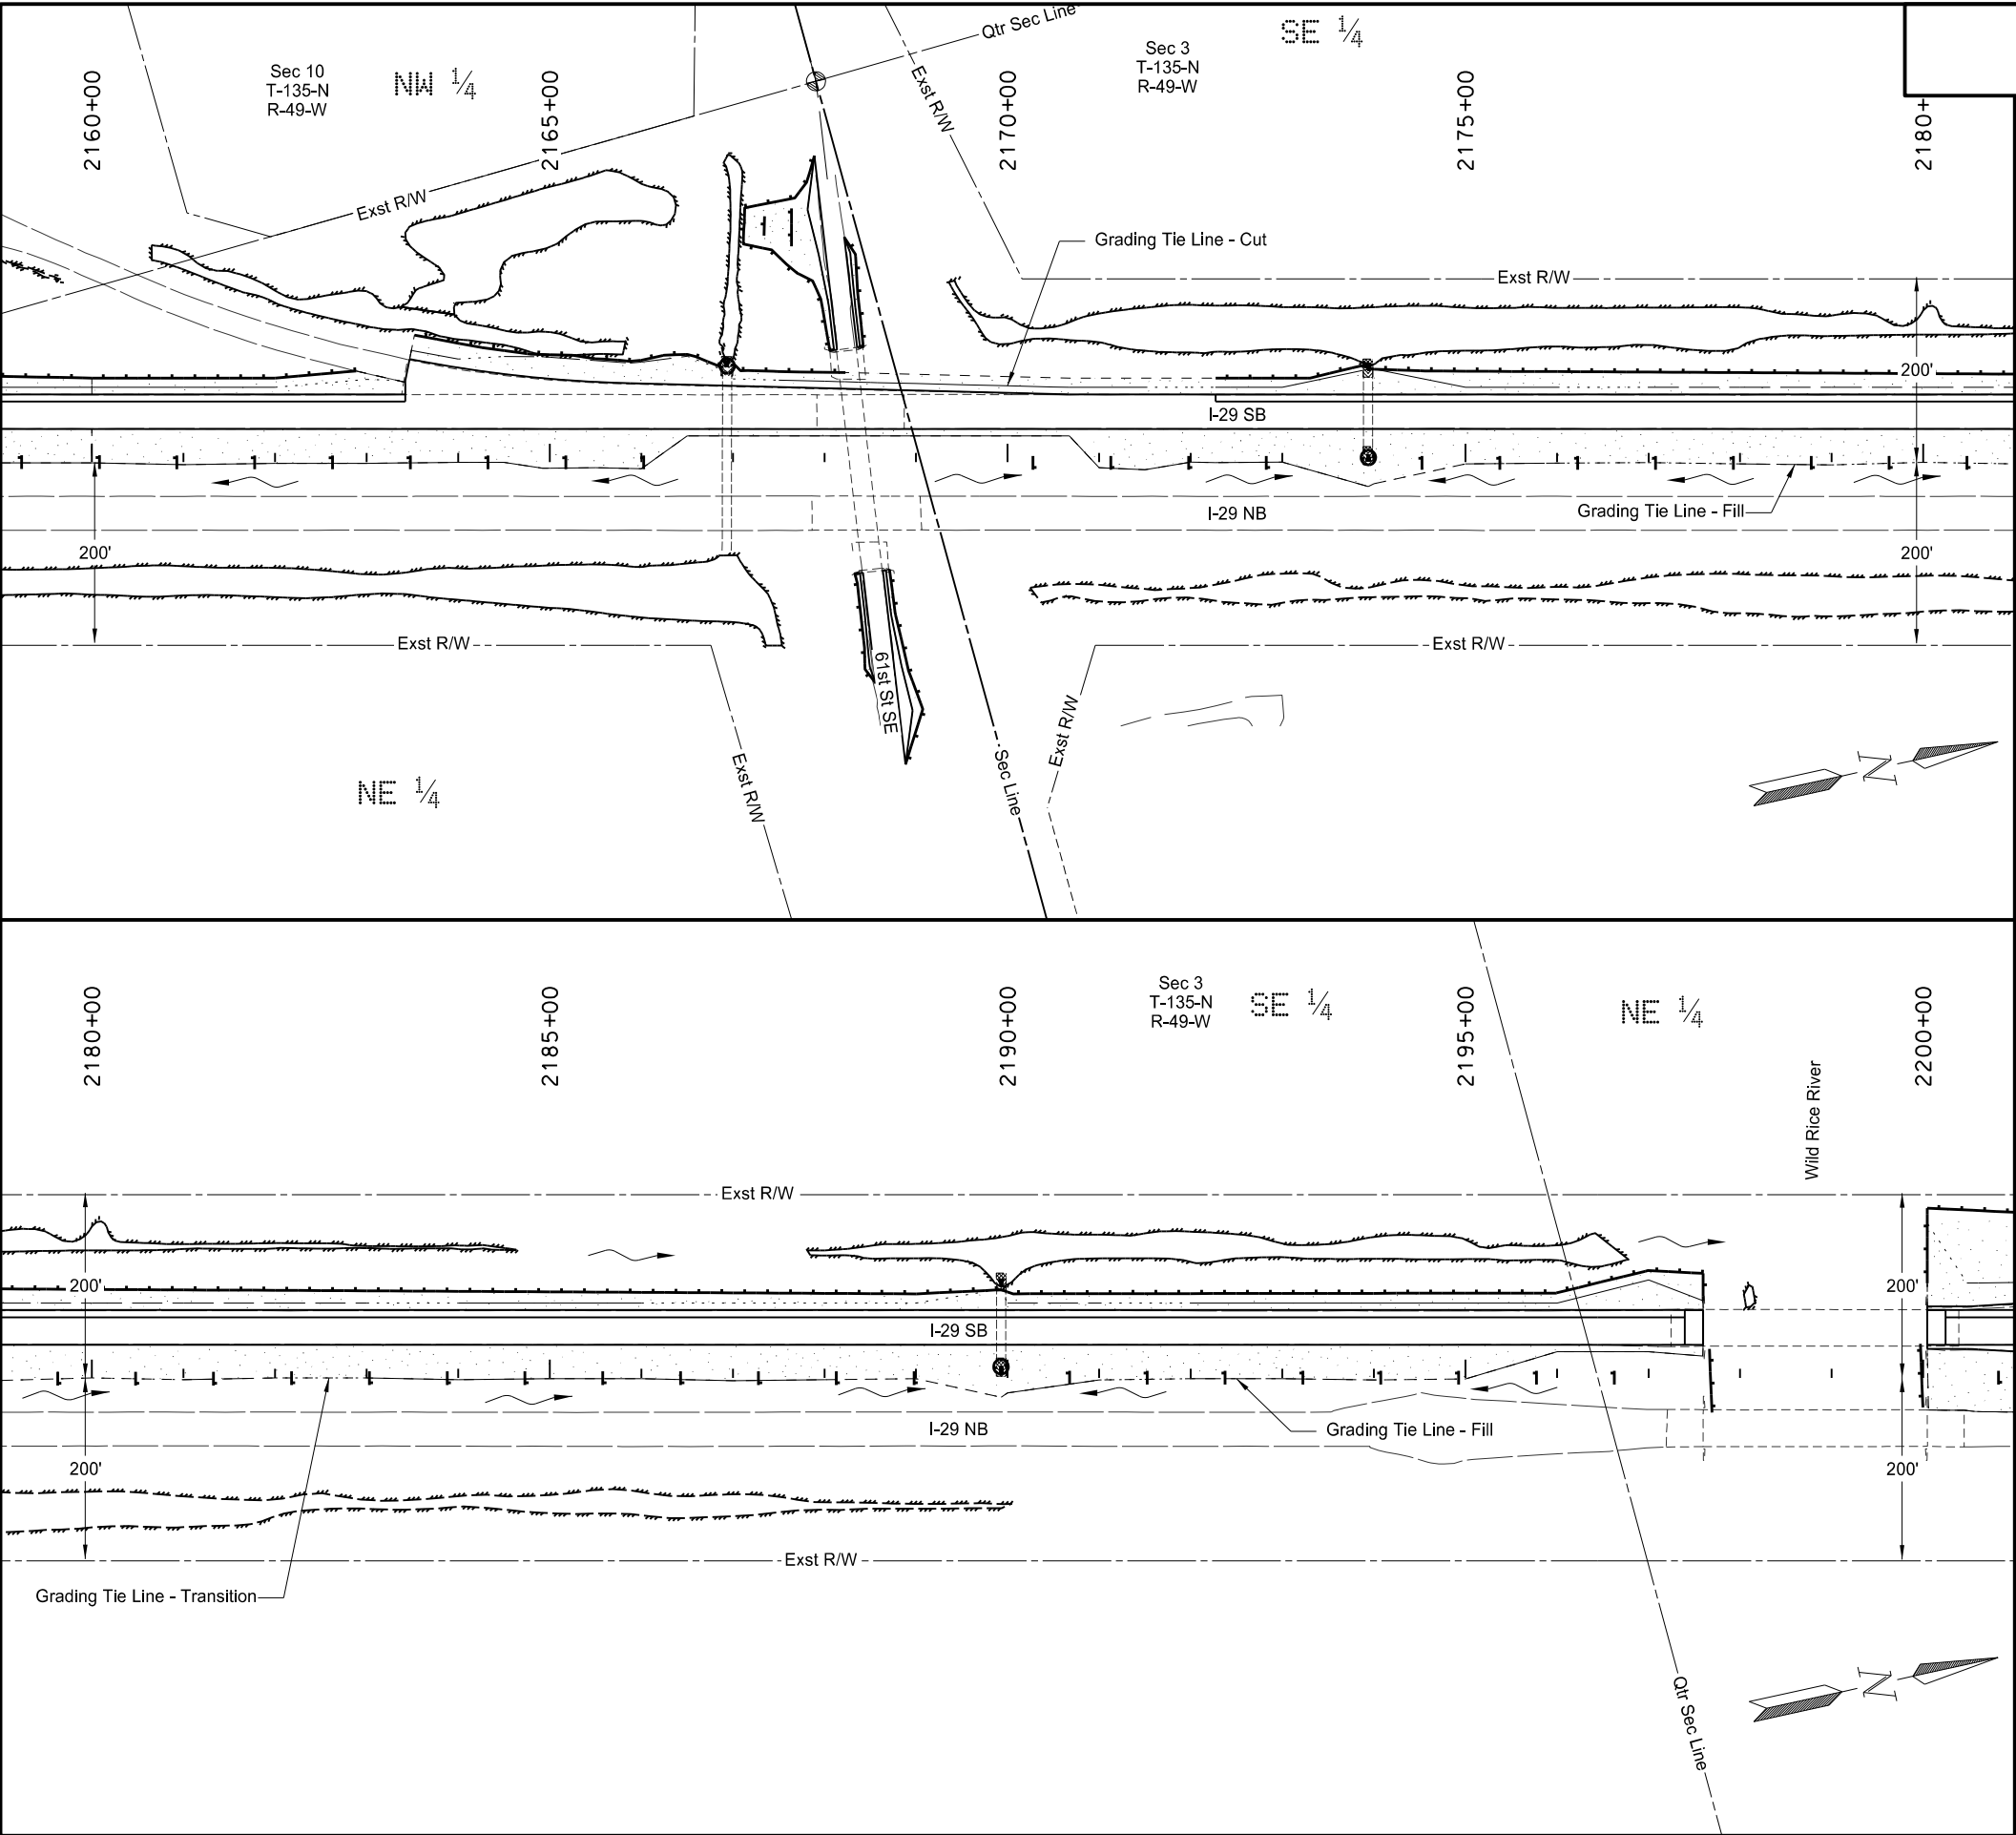 Qtr Sec Line
SE 1/4
Sec 10
T-135-N
R-49-W
NW 1/4
Sec 3
T-135-N
R-49-W
2160+00
2165+00
2170+00
2175+00
2180+
Exst R/W
Exst R/W
Grading Tie Line - Cut
Exst R/W
200'
I-29 SB
I-29 NB
Grading Tie Line - Fill
200'
200'
Exst R/W
Exst R/W
61st St SE
Exst R/W
Exst R/W
Sec Line
NE 1/4
N
Sec 3
T-135-N
R-49-W
SE 1/4
NE 1/4
2180+00
2185+00
2190+00
2195+00
2200+00
Wild Rice River
Exst R/W
200'
200'
I-29 SB
I-29 NB
Grading Tie Line - Fill
200'
200'
Exst R/W
Grading Tie Line - Transition
Qtr Sec Line
N